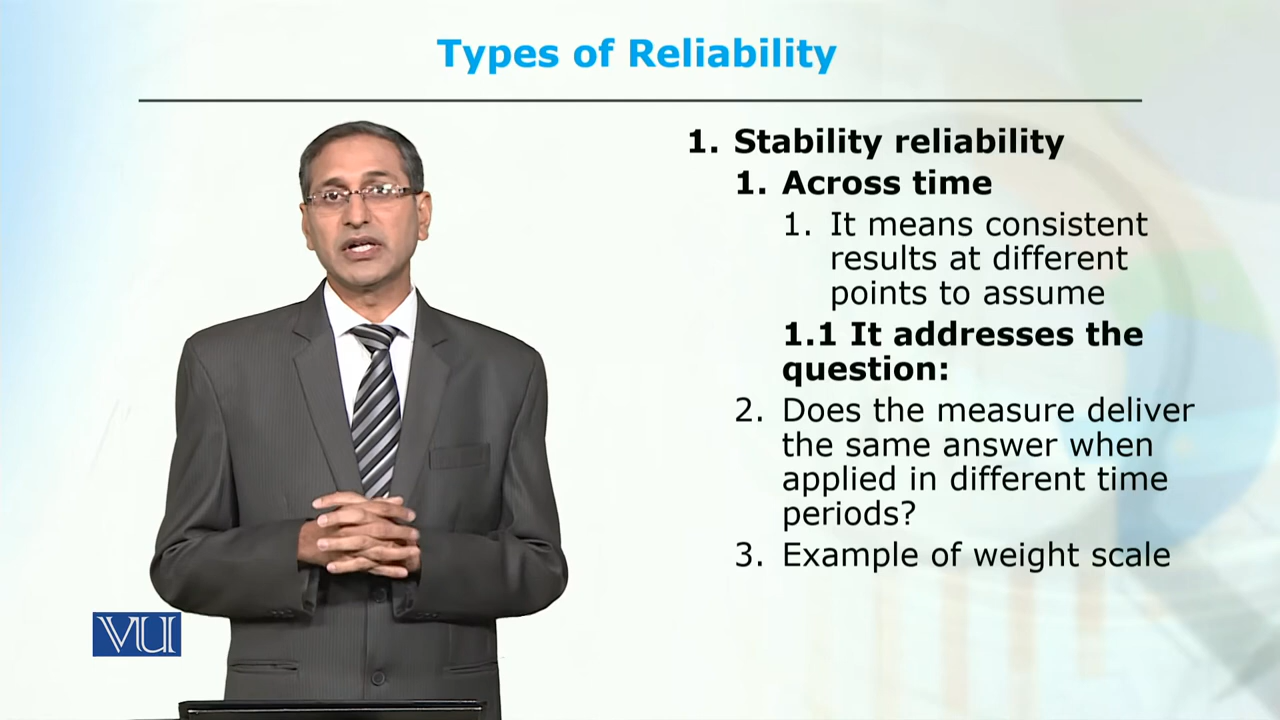 Types of Reliability
1. Stability reliability
1. Across time
1. It means consistent
results at different
points to assume
1.1 It addresses the
question:
2. Does the measure deliver
the same answer when
applied in different time
periods?
3. Example of weight scale
VU